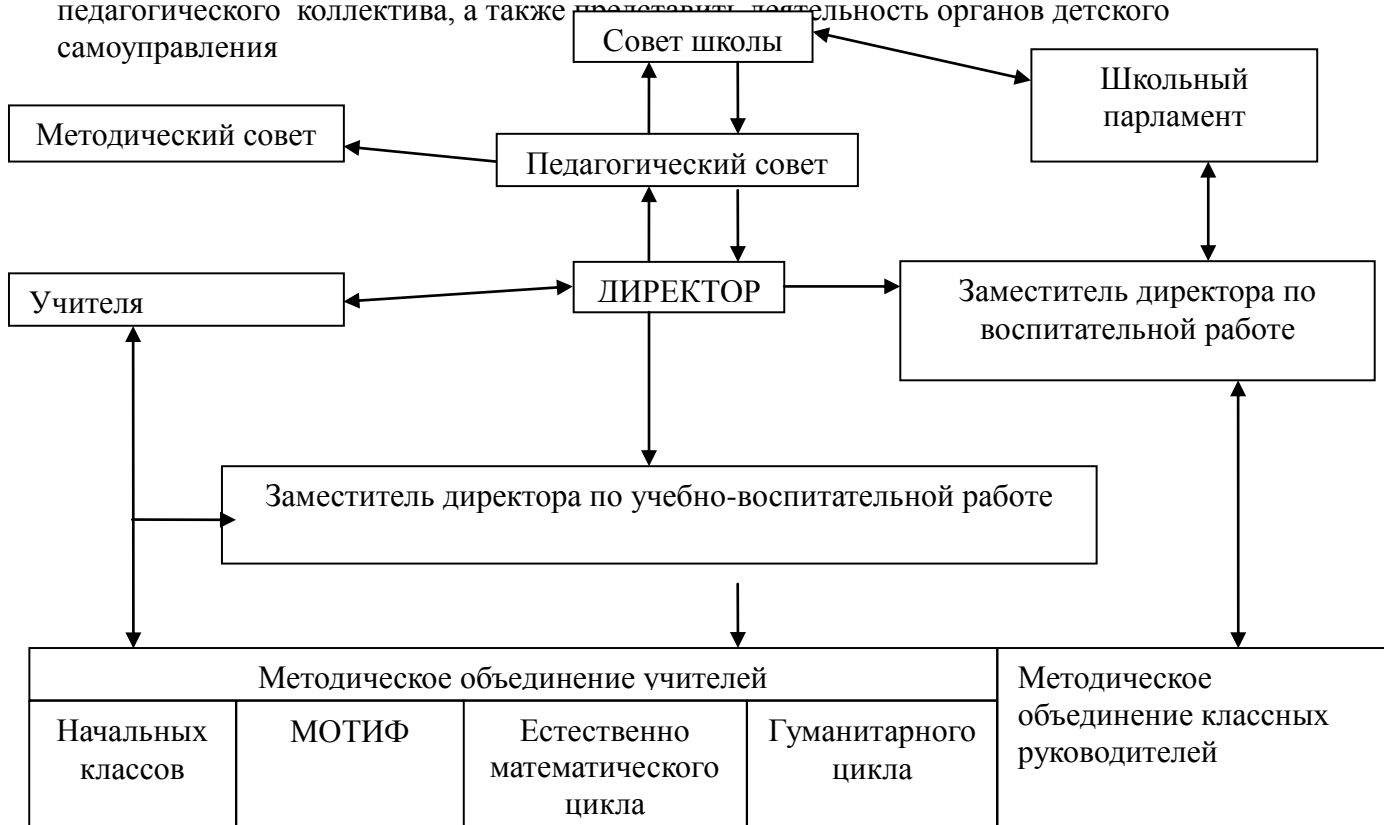 педагогического коллектива, а также представить деятельность органов детского
самоуправления
Совет школы
Школьный
парламент
Методический совет
Педагогический совет
Учителя
ДИРЕКТОР
Заместитель директора по
воспитательной работе
Заместитель директора по учебно-воспитательной работе
Методическое объединение учителей
Методическое
объединение классных
руководителей
Начальных
классов
МОТИФ
Естественно
математического
цикла
Гуманитарного
цикла